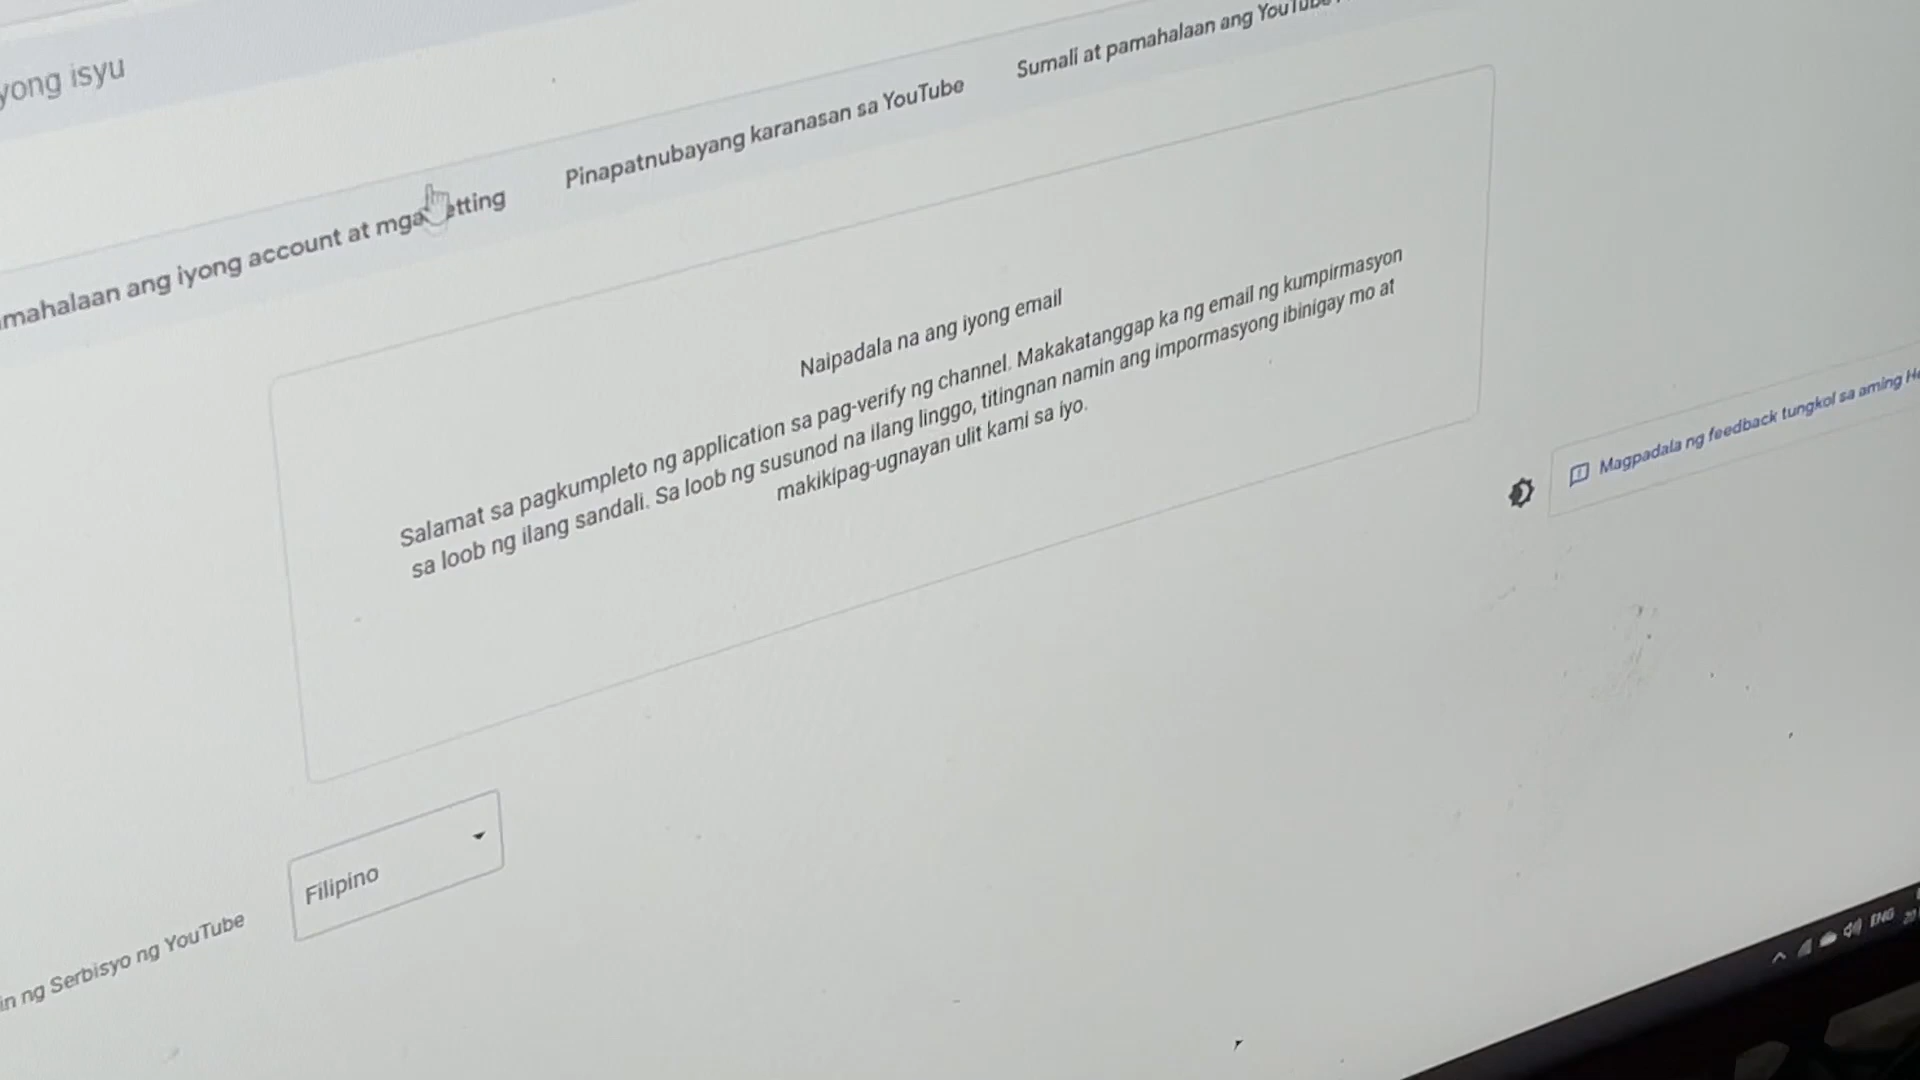 yong isyu
mahalaan ang iyong account at mga etting
Pinapatnubayang karanasan sa YouTube
Sumali at pamahalaan ang YouTube
Naipadala na ang iyong email
Salamat sa pagkumpleto ng application sa pag-verify ng channel. Makakatanggap ka ng email ng kumpirmasyon
sa loob ng ilang sandali. Sa loob ng susunod na ilang linggo, titingnan namin ang impormasyong ibinigay mo at
makikipag-ugnayan ulit kami sa iyo.
Magpadala ng feedback tungkol sa aming
Filipino
in ng Serbisyo ng YouTube
ENG